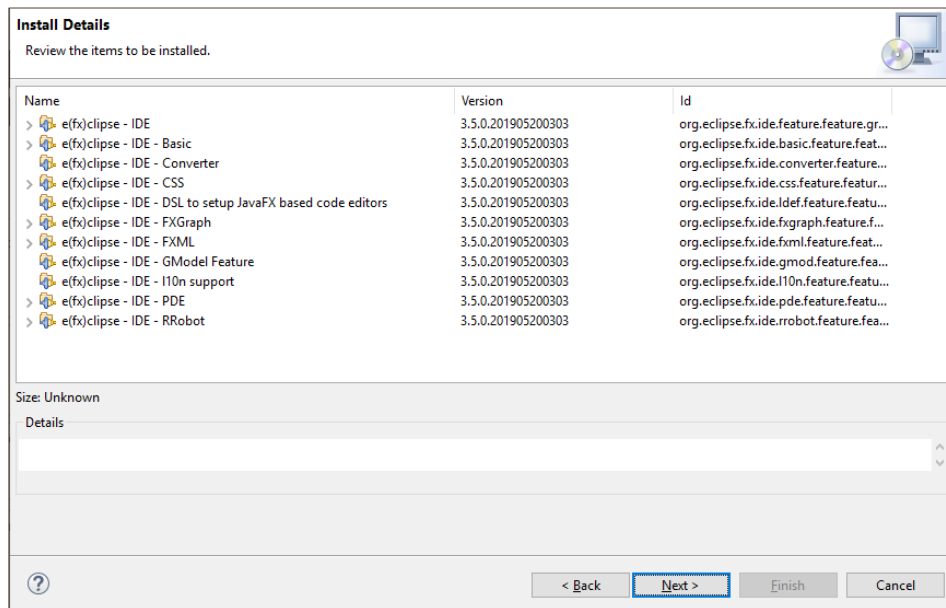 Install Details
Review the items to be installed.
Name Version Id
e(fx)clipse - IDE 3.5.0.201905200303 org.eclipse.fx.ide.feature.feature.gr...
e(fx)clipse - IDE - Basic 3.5.0.201905200303 org.eclipse.fx.ide.basic.feature.feat...
e(fx)clipse - IDE - Converter 3.5.0.201905200303 org.eclipse.fx.ide.converter.feature...
e(fx)clipse - IDE - CSS 3.5.0.201905200303 org.eclipse.fx.ide.css.feature.featur...
e(fx)clipse - IDE - DSL to setup JavaFX based code editors 3.5.0.201905200303 org.eclipse.fx.ide.ldef.feature.featu...
e(fx)clipse - IDE - FXGraph 3.5.0.201905200303 org.eclipse.fx.ide.fxgraph.feature.f...
e(fx)clipse - IDE - FXML 3.5.0.201905200303 org.eclipse.fx.ide.fxml.feature.feat...
e(fx)clipse - IDE - GModel Feature 3.5.0.201905200303 org.eclipse.fx.ide.gmod.feature.fea...
e(fx)clipse - IDE - l10n support 3.5.0.201905200303 org.eclipse.fx.ide.l10n.feature.featu...
e(fx)clipse - IDE - PDE 3.5.0.201905200303 org.eclipse.fx.ide.pde.feature.featu...
e(fx)clipse - IDE - RRobot 3.5.0.201905200303 org.eclipse.fx.ide.rrobot.feature.fea...
Size: Unknown
Details
? < Back Next > Finish Cancel